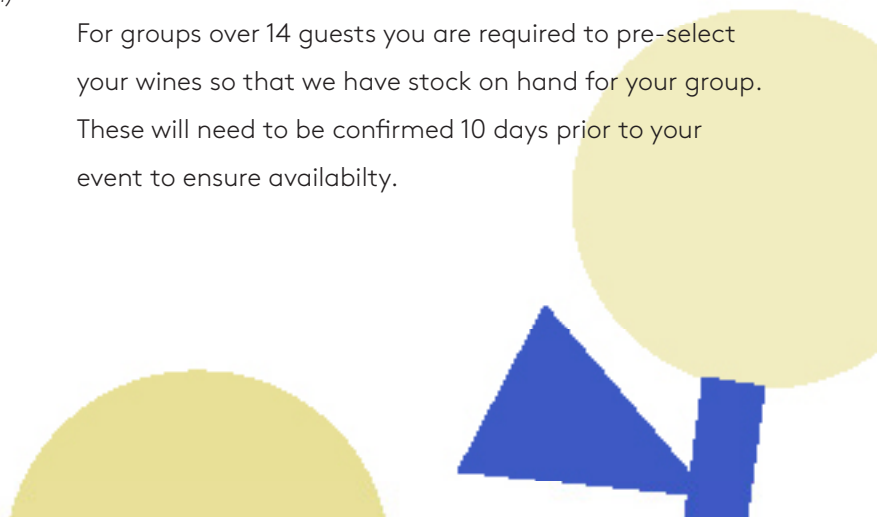 For groups over 14 guests you are required to pre-select
your wines so that we have stock on hand for your group.
These will need to be confirmed 10 days prior to your
event to ensure availabilty.